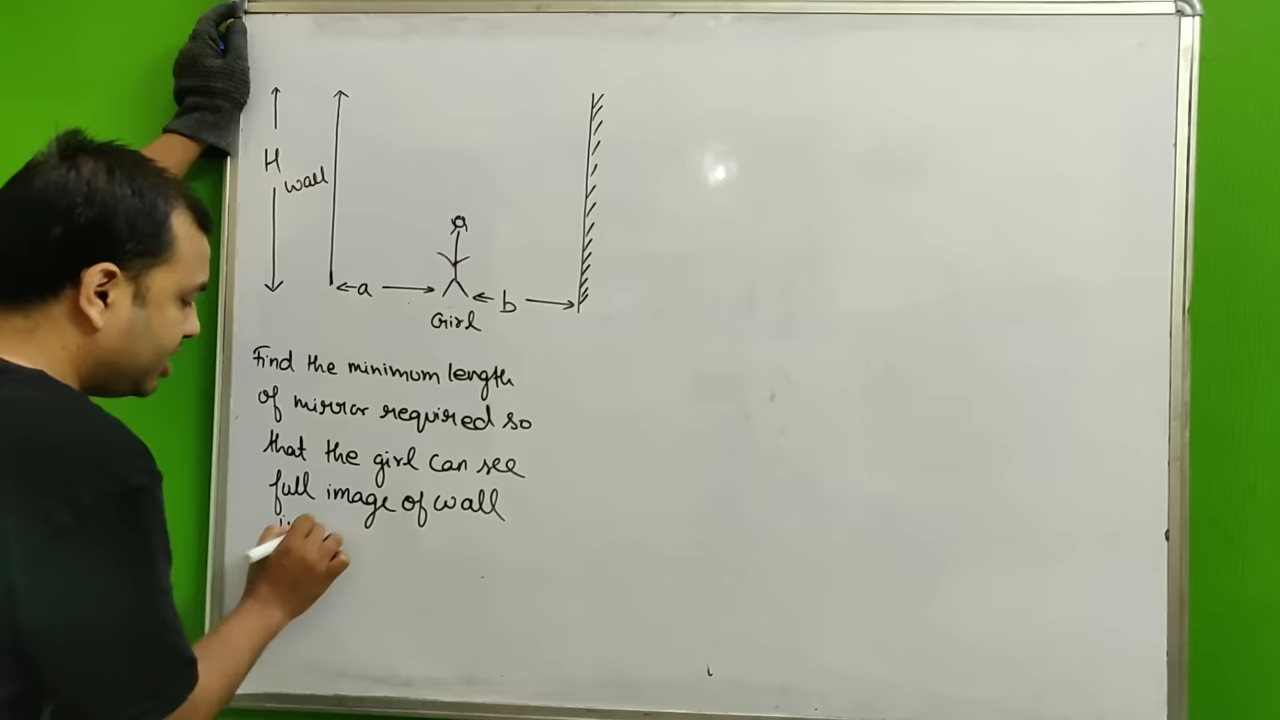 H
wall
a
b
Girl
Find the minimum length
of mirror required so
that the girl can see
full image of wall